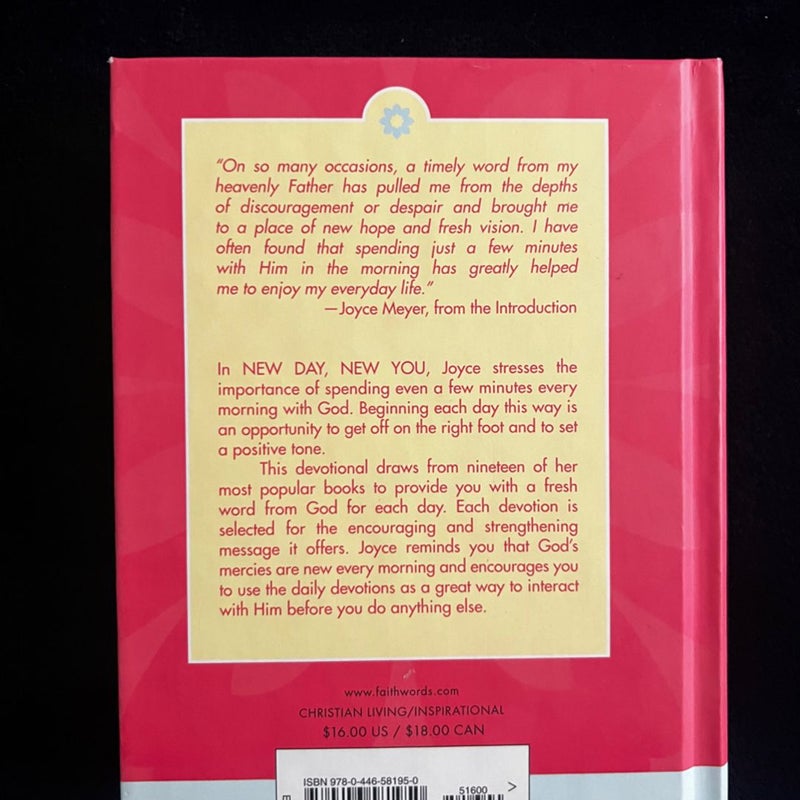 “On so many occasions, a timely word from my
heavenly Father has pulled me from the depths
of discouragement or despair and brought me
to a place of new hope and fresh vision. I have
often found that spending just a few minutes
with Him in the morning has greatly helped
me to enjoy my everyday life.”
—Joyce Meyer, from the Introduction
In NEW DAY, NEW YOU, Joyce stresses the
importance of spending even a few minutes every
morning with God. Beginning each day this way is
an opportunity to get off on the right foot and to set
a positive tone.
This devotional draws from nineteen of her
most popular books to provide you with a fresh
word from God for each day. Each devotion is
selected for the encouraging and strengthening
message it offers. Joyce reminds you that God’s
mercies are new every morning and encourages you
to use the daily devotions as a great way to interact
with Him before you do anything else.
www.faithwords.com
CHRISTIAN LIVING/INSPIRATIONAL
$16.00 US / $18.00 CAN
ISBN 978-0-446-58195-0
51600 >